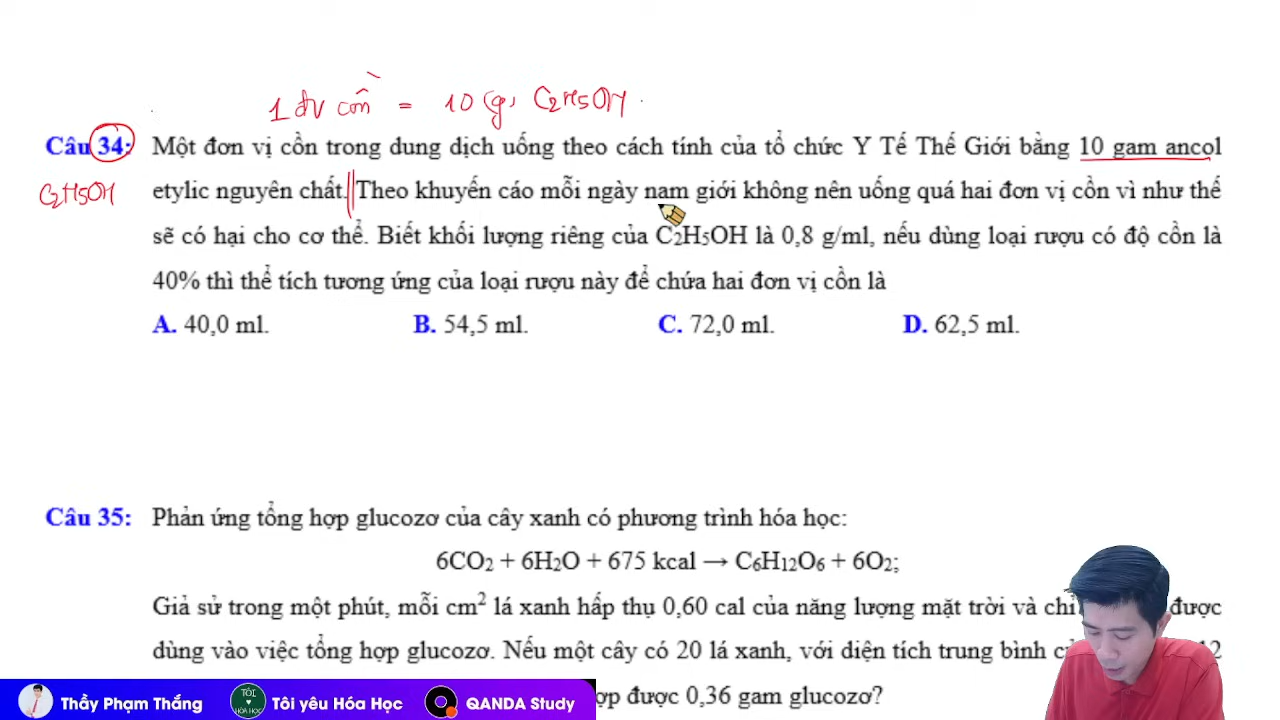 1 đv cồn = 10 (g) C2H5OH
Câu 34: Một đơn vị cồn trong dung dịch uống theo cách tính của tổ chức Y Tế Thế Giới bằng 10 gam ancol
C2H5OH
etylic nguyên chất. Theo khuyến cáo mỗi ngày nam giới không nên uống quá hai đơn vị cồn vì như thế
sẽ có hại cho cơ thể. Biết khối lượng riêng của C₂H₅OH là 0,8 g/ml, nếu dùng loại rượu có độ cồn là
40% thì thể tích tương ứng của loại rượu này để chứa hai đơn vị cồn là
A. 40,0 ml. B. 54,5 ml. C. 72,0 ml. D. 62,5 ml.
Câu 35: Phản ứng tổng hợp glucozơ của cây xanh có phương trình hóa học:
6CO₂ + 6H₂O + 675 kcal → C₆H₁₂O₆ + 6O₂;
Giả sử trong một phút, mỗi cm² lá xanh hấp thụ 0,60 cal của năng lượng mặt trời và chỉ được
dùng vào việc tổng hợp glucozơ. Nếu một cây có 20 lá xanh, với diện tích trung bình
ợp được 0,36 gam glucozơ?
Thầy Phạm Thắng TÔI YÊU HÓA HỌC Tôi yêu Hóa Học QANDA Study